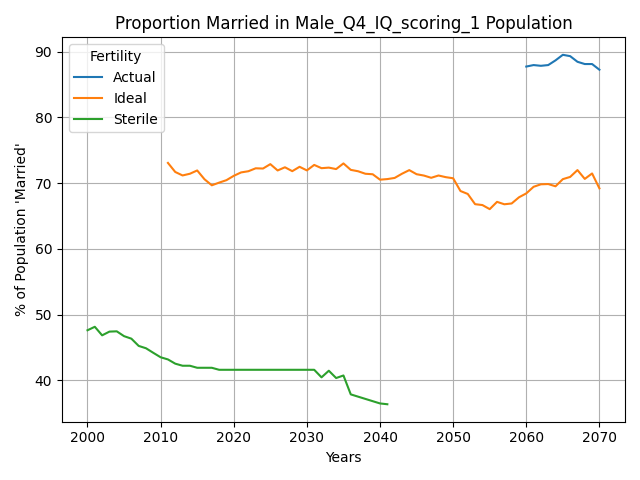 Proportion Married in Male_Q4_IQ_scoring_1 Population
% of Population 'Married'
90
80
70
60
50
40
Fertility
Actual
Ideal
Sterile
2000 2010 2020 2030 2040 2050 2060 2070
Years